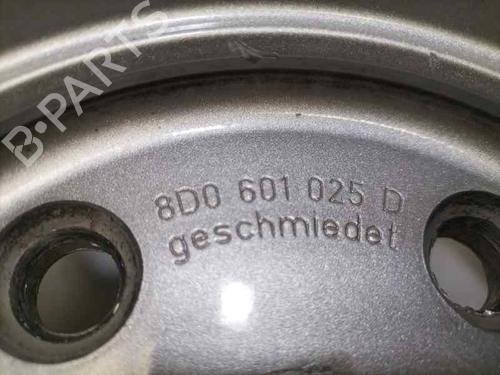 B-PARTS
8D0 601 025 D
geschmiedet